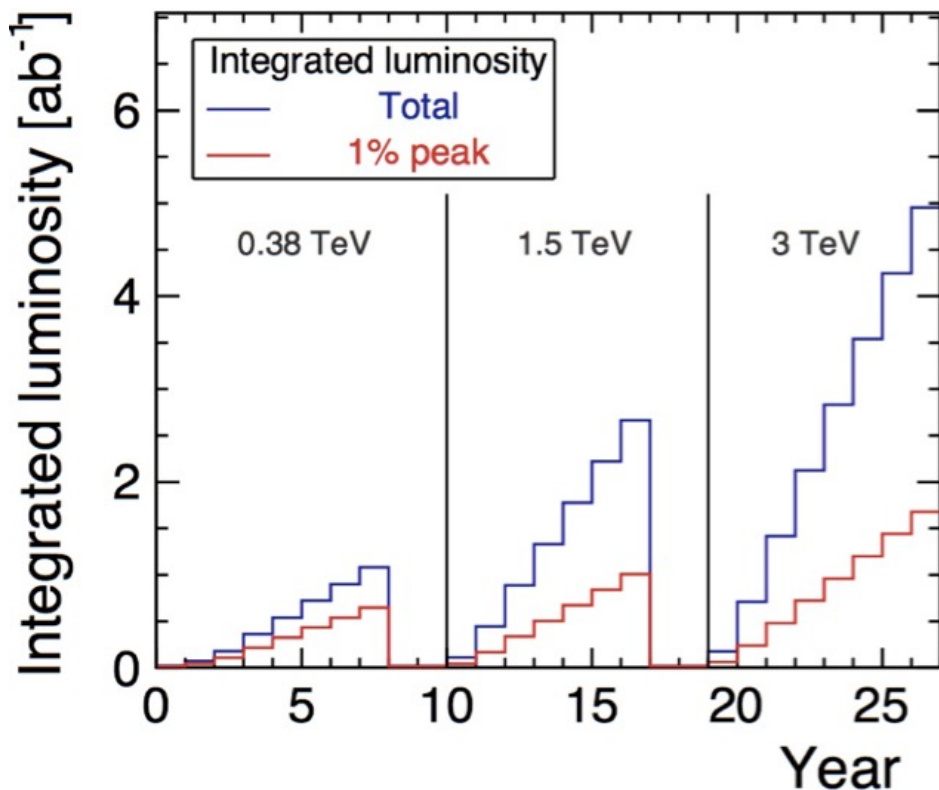 Integrated luminosity [ab⁻¹]
Integrated luminosity
Total
1% peak
0.38 TeV
1.5 TeV
3 TeV
6
4
2
0
0 5 10 15 20 25
Year